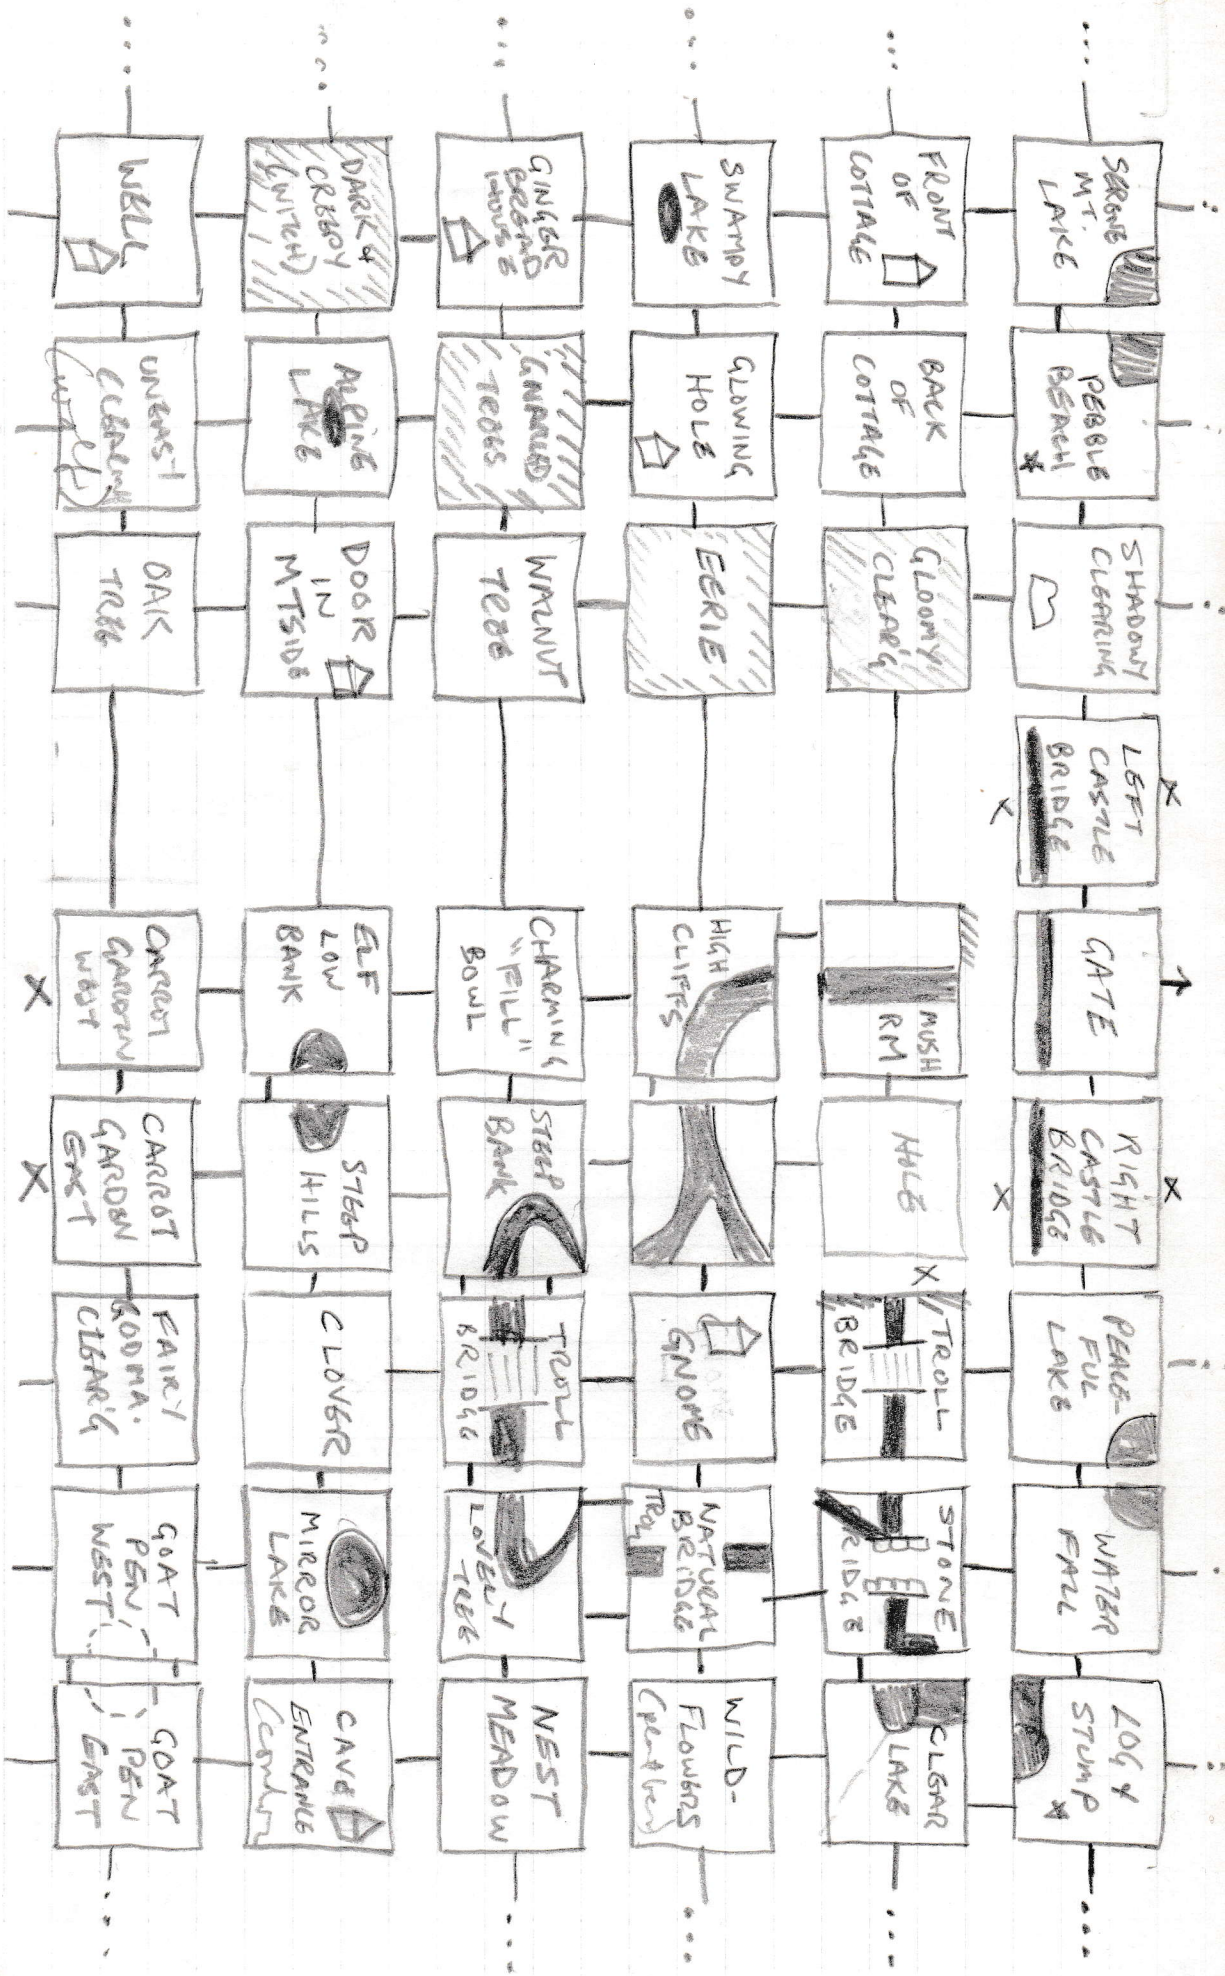 SERENE
MT.
LAKE
PEBBLE
BEACH
SHADOWY
CLEARING
LEFT
CASTLE
BRIDGE
GATE
RIGHT
CASTLE
BRIDGE
PEACE-
FUL
LAKE
WATER
FALL
LOG &
STUMP
FRONT
OF
COTTAGE
BACK
OF
COTTAGE
GLOOMY
CLEAR'G
MUSH
RM
HOLE
TROLL
BRIDGE
STONE
BRIDGE
CLEAR
LAKE
SWAMPY
LAKE
GLOWING
HOLE
EERIE
HIGH
CLIFFS
GNOME
NATURAL
BRIDGE
TROLL
WILD-
FLOWERS
GINGER
BREAD
HOUSE
GNARLED
TREES
WALNUT
TREE
CHARMING
"FILL"
BOWL
STEEP
BANK
TROLL
BRIDGE
LOVELY
TREE
NEST
MEADOW
DARK &
CREEPY
(WITCH)
ALPINE
LAKE
DOOR
IN
MTSIDE
ELF
LOW
BANK
STEEP
HILLS
CLOVER
MIRROR
LAKE
CAVE
ENTRANCE
Condor
WELL
(wolf)
OAK
TREE
CARROT
GARDEN
WEST
CARROT
GARDEN
EAST
FAIRY
GODMA.
CLEAR'G
GOAT
PEN
WEST
GOAT
PEN
EAST